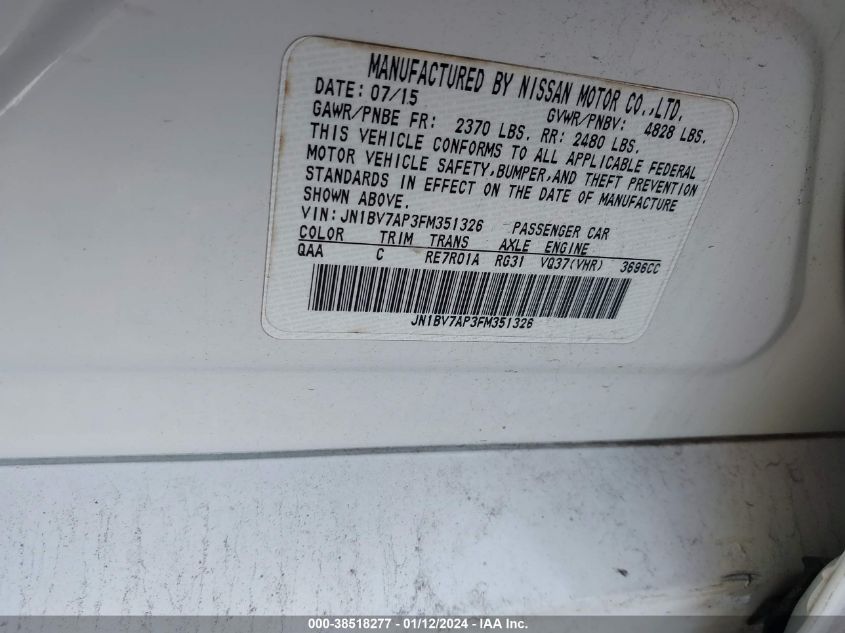 MANUFACTURED BY NISSAN MOTOR CO.,LTD.
DATE: 07/15 GVWR/PNBV: 4828 LBS.
GAWR/PNBE FR: 2370 LBS. RR: 2480 LBS.
THIS VEHICLE CONFORMS TO ALL APPLICABLE FEDERAL
MOTOR VEHICLE SAFETY,BUMPER,AND THEFT PREVENTION
STANDARDS IN EFFECT ON THE DATE OF MANUFACTURE
SHOWN ABOVE.
VIN:JN1BV7AP3FM351326 PASSENGER CAR
COLOR TRIM TRANS AXLE ENGINE
QAA C RE7R01A RG31 VQ37(VHR) 3696CC
JN1BV7AP3FM351326
000-38518277 - 01/12/2024 - IAA Inc.